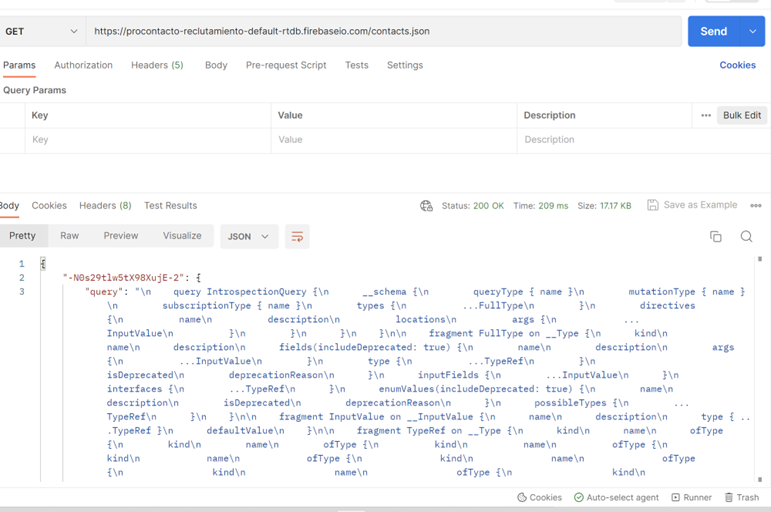 GET https://procontacto-reclutamiento-default-rtdb.firebaseio.com/contacts.json Send
Params Authorization Headers (5) Body Pre-request Script Tests Settings Cookies
Query Params
Key Value Description ••• Bulk Edit
Key Value Description
Body Cookies Headers (8) Test Results Status: 200 OK Time: 209 ms Size: 17.17 KB Save as Example •••
Pretty Raw Preview Visualize JSON
1 {
2 "-N0s29tlw5tX98XujE-2": {
3 "query": "\n query IntrospectionQuery {\n __schema {\n queryType { name }\n mutationType { name }
\n subscriptionType { name }\n types {\n ...FullType\n }\n directives
{\n name\n description\n locations\n args {\n ...
InputValue\n }\n }\n }\n }\n\n fragment FullType on __Type {\n kind\n
name\n description\n fields(includeDeprecated: true) {\n name\n description\n args
{\n ...InputValue\n }\n type {\n ...TypeRef\n }\n
isDeprecated\n deprecationReason\n }\n inputFields {\n ...InputValue\n }\n
interfaces {\n ...TypeRef\n }\n enumValues(includeDeprecated: true) {\n name\n
description\n isDeprecated\n deprecationReason\n }\n possibleTypes {\n ...
TypeRef\n }\n }\n\n fragment InputValue on __InputValue {\n name\n description\n type { ..
.TypeRef }\n defaultValue\n }\n\n fragment TypeRef on __Type {\n kind\n name\n ofType
{\n kind\n name\n ofType {\n kind\n name\n ofType {\n
kind\n name\n ofType {\n kind\n name\n ofType
{\n kind\n name\n ofType {\n kind\n
Cookies Auto-select agent Runner Trash